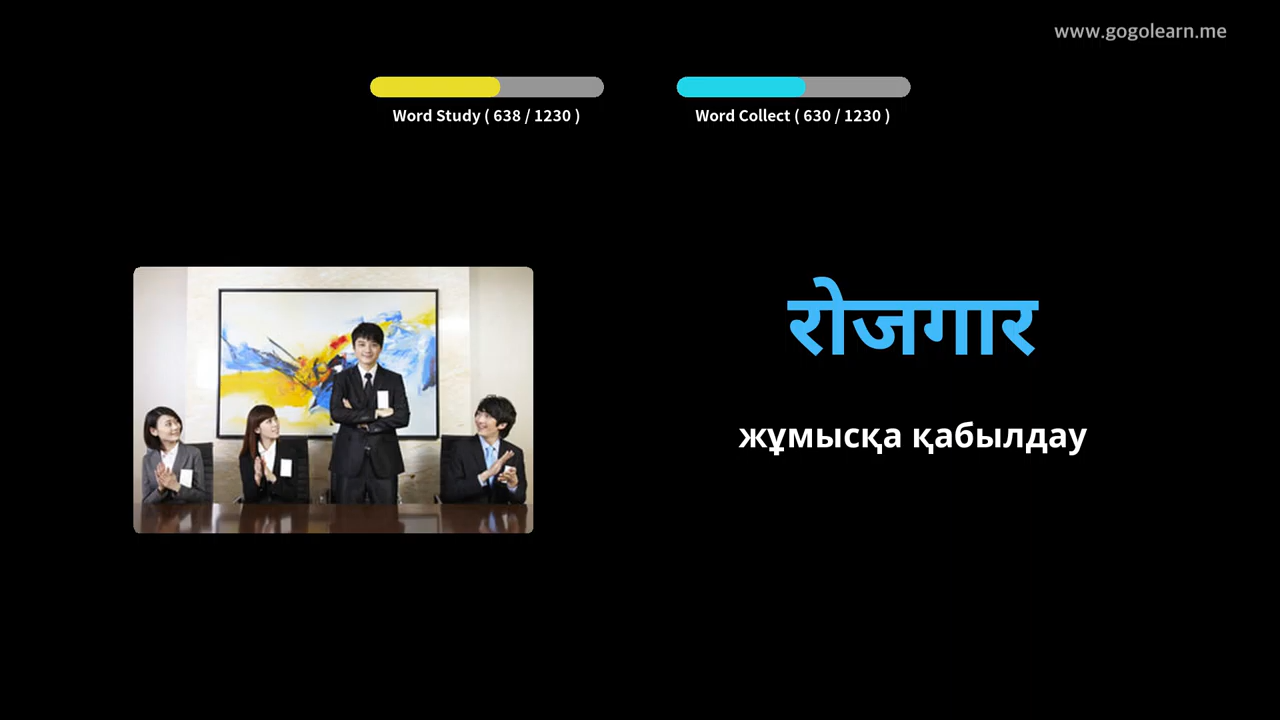 www.gogolearn.me
Word Study ( 638 / 1230 )
Word Collect ( 630 / 1230 )
रोजगार
жұмысқа қабылдау